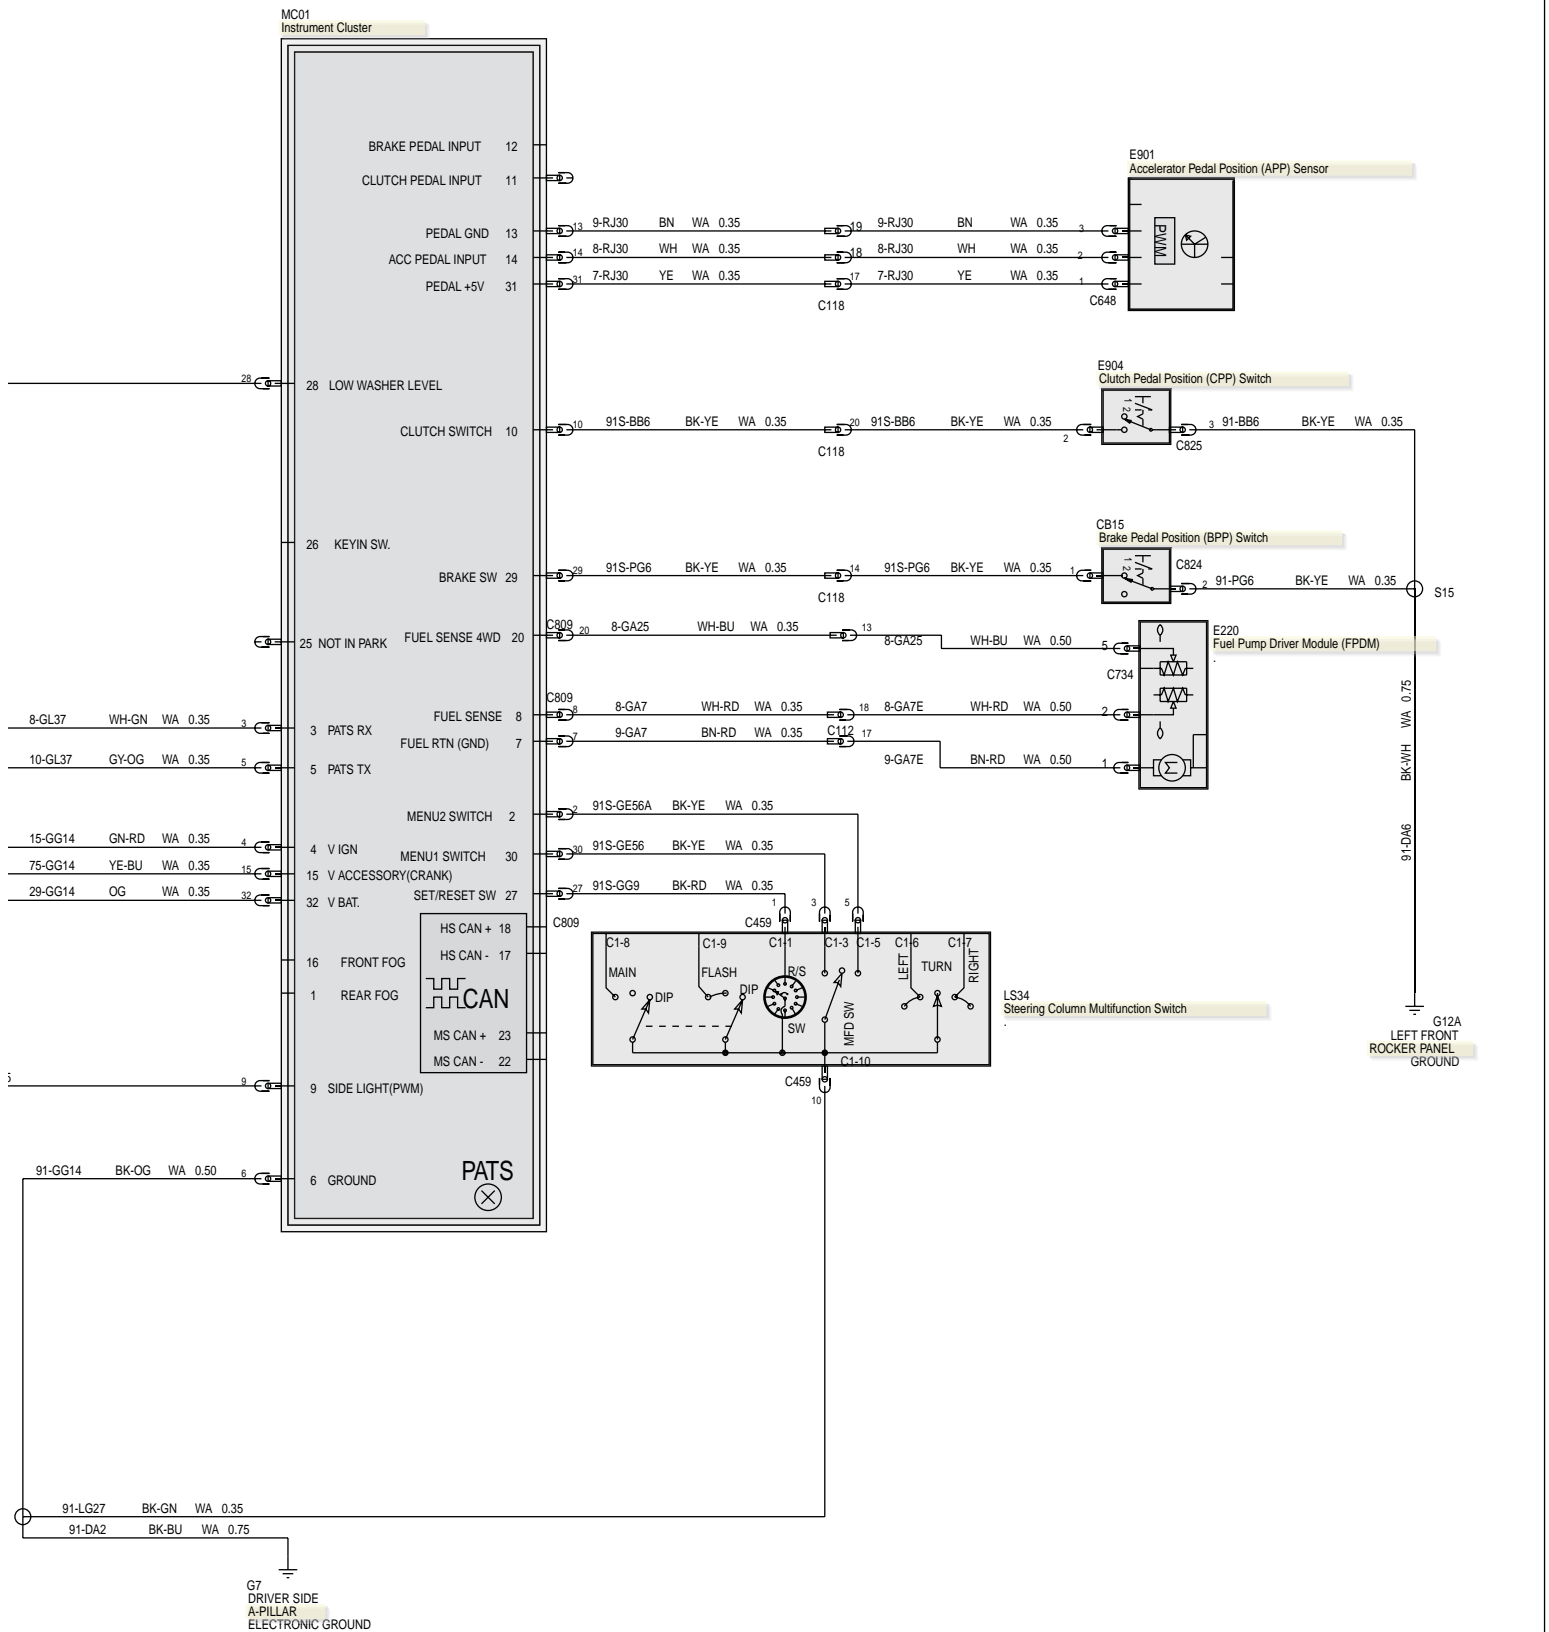 MC01
Instrument Cluster
BRAKE PEDAL INPUT 12
CLUTCH PEDAL INPUT 11
E901
Accelerator Pedal Position (APP) Sensor
PEDAL GND 13 13 9-RJ30 BN WA 0.35 19 9-RJ30 BN WA 0.35 3
PWM
ACC PEDAL INPUT 14 14 8-RJ30 WH WA 0.35 18 8-RJ30 WH WA 0.35 2
PEDAL +5V 31 31 7-RJ30 YE WA 0.35 17 7-RJ30 YE WA 0.35 1
C118 C648
E904
Clutch Pedal Position (CPP) Switch
28 28 LOW WASHER LEVEL
1 2
CLUTCH SWITCH 10 10 91S-BB6 BK-YE WA 0.35 20 91S-BB6 BK-YE WA 0.35 2 3 91-BB6 BK-YE WA 0.35
C118 C825
CB15
Brake Pedal Position (BPP) Switch
26 KEYIN SW.
1 2
C824
BRAKE SW 29 29 91S-PG6 BK-YE WA 0.35 14 91S-PG6 BK-YE WA 0.35 1 2 91-PG6 BK-YE WA 0.35
C118 S15
C809
25 NOT IN PARK FUEL SENSE 4WD 20 20 8-GA25 WH-BU WA 0.35 13 8-GA25 WH-BU WA 0.50 5
E220
Fuel Pump Driver Module (FPDM)
.
C734
C809
FUEL SENSE 8 8 8-GA7 WH-RD WA 0.35 18 8-GA7E WH-RD WA 0.50 2
8-GL37 WH-GN WA 0.35 3 3 PATS RX
FUEL RTN (GND) 7 7 9-GA7 BN-RD WA 0.35 C112 17
9-GA7E BN-RD WA 0.50 1
10-GL37 GY-OG WA 0.35 5 5 PATS TX
91-DA6 BK-WH WA 0.75
MENU2 SWITCH 2 2 91S-GE56A BK-YE WA 0.35
15-GG14 GN-RD WA 0.35 4 4 V IGN
MENU1 SWITCH 30 30 91S-GE56 BK-YE WA 0.35
75-GG14 YE-BU WA 0.35 15 15 V ACCESSORY(CRANK)
SET/RESET SW 27 27 91S-GG9 BK-RD WA 0.35
29-GG14 OG WA 0.35 32 32 V BAT.
1 3 5
C459
HS CAN + 18 C809
HS CAN - 17
C1-8 C1-9 C1-1 C1-3 C1-5 C1-6 C1-7
MAIN FLASH R/S LEFT TURN RIGHT
16 FRONT FOG
1 REAR FOG
CAN
DIP DIP
SW MFD SW
LS34
Steering Column Multifunction Switch
.
MS CAN + 23
MS CAN - 22
C1-10
C459
10
G12A
LEFT FRONT
ROCKER PANEL
GROUND
5
9 9 SIDE LIGHT(PWM)
91-GG14 BK-OG WA 0.50 6 6 GROUND
PATS
91-LG27 BK-GN WA 0.35
91-DA2 BK-BU WA 0.75
G7
DRIVER SIDE
A-PILLAR
ELECTRONIC GROUND